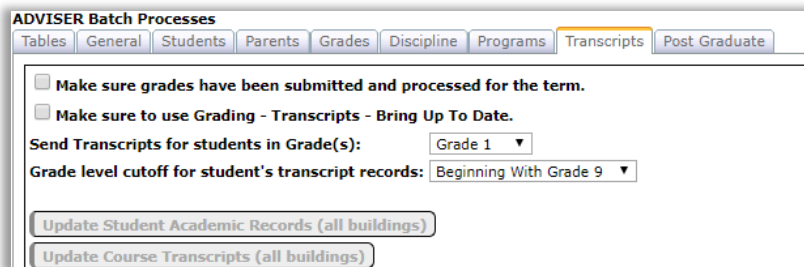 ADVISER Batch Processes
Tables General Students Parents Grades Discipline Programs Transcripts Post Graduate
Make sure grades have been submitted and processed for the term.
Make sure to use Grading - Transcripts - Bring Up To Date.
Send Transcripts for students in Grade(s): Grade 1
Grade level cutoff for student's transcript records: Beginning With Grade 9
Update Student Academic Records (all buildings)
Update Course Transcripts (all buildings)